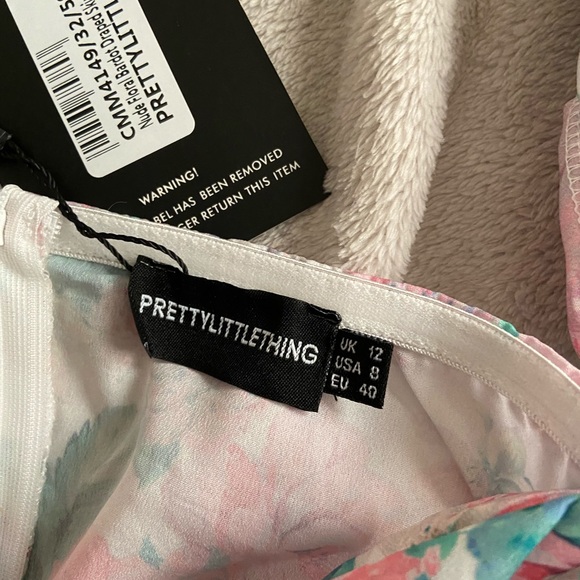 PRETTYLITTL
CMM4149/32/5
Nude Floral Bardot Draped
WARNING!
HAS BEEN REMOVED
RETURN THIS ITEM
PRETTYLITTLETHING
UK 12
USA 8
EU 40